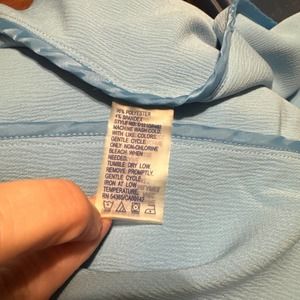 96% POLYESTER
4% SPANDEX
MACHINE WASH COLD
WITH LIKE COLORS.
GENTLE CYCLE.
ONLY NON-CHLORINE
BLEACH WHEN
NEEDED.
TUMBLE DRY LOW.
REMOVE PROMPTLY.
GENTLE CYCLE.
IRON AT LOW
TEMPERATURE.